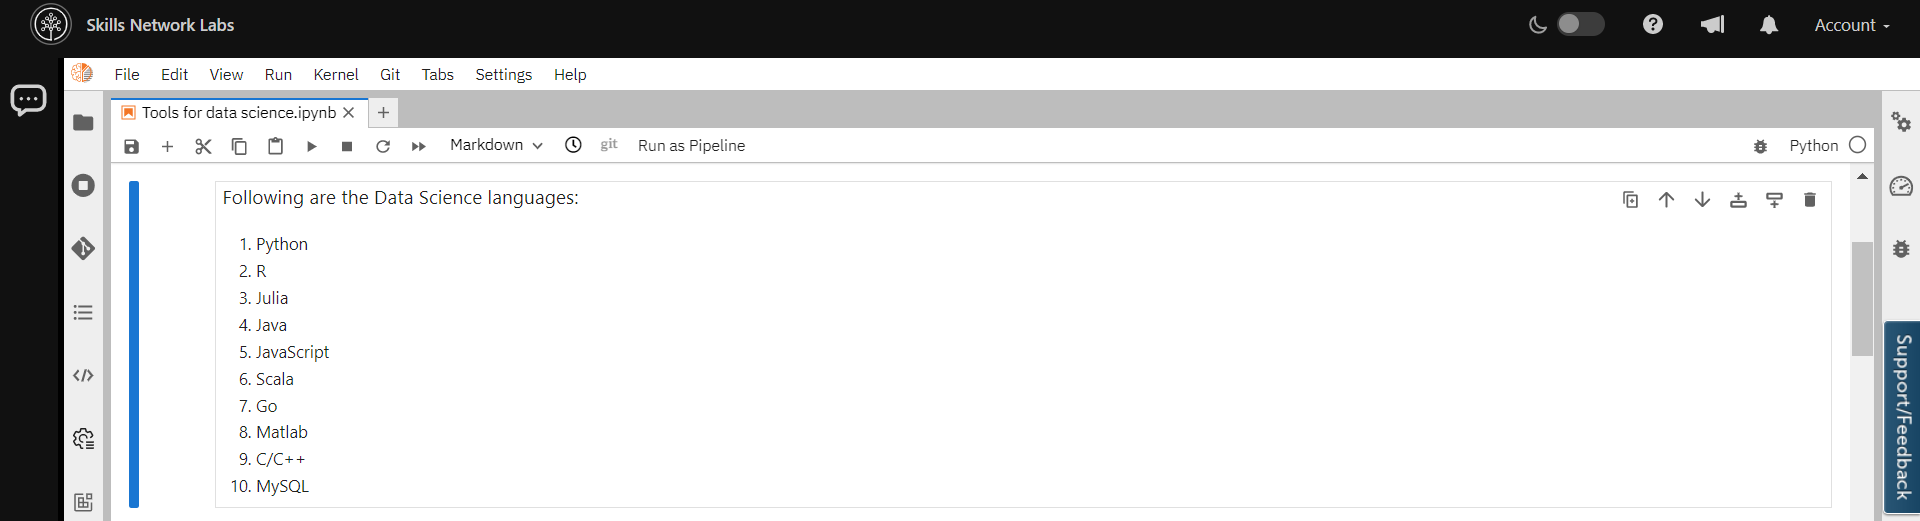 Skills Network Labs
Account
File Edit View Run Kernel Git Tabs Settings Help
Tools for data science.ipynb
Markdown git Run as Pipeline Python
Following are the Data Science languages:
1. Python
2. R
3. Julia
4. Java
5. JavaScript
6. Scala
7. Go
8. Matlab
9. C/C++
10. MySQL
Support/Feedback